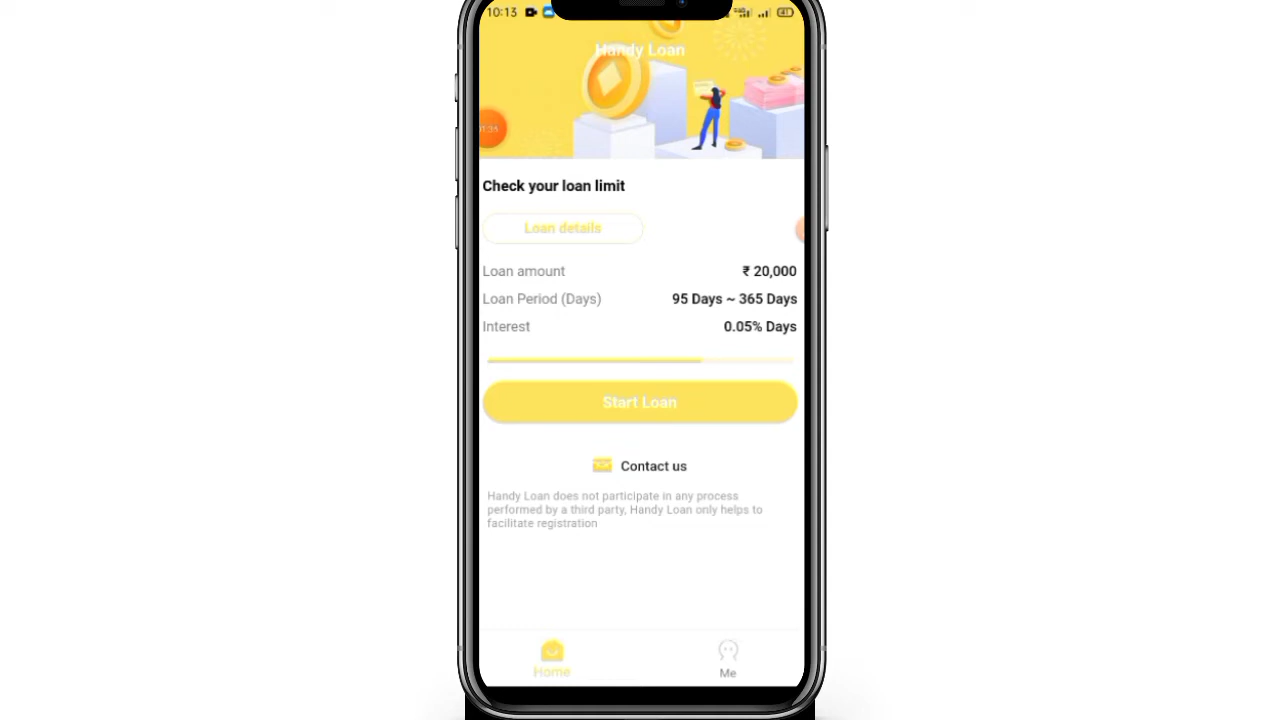 10:13
Handy Loan
Check your loan limit
Loan details
Loan amount ₹ 20,000
Loan Period (Days) 95 Days ~ 365 Days
Interest 0.05% Days
Start Loan
Contact us
Handy Loan does not participate in any process
performed by a third party, Handy Loan only helps to
facilitate registration
Home Me